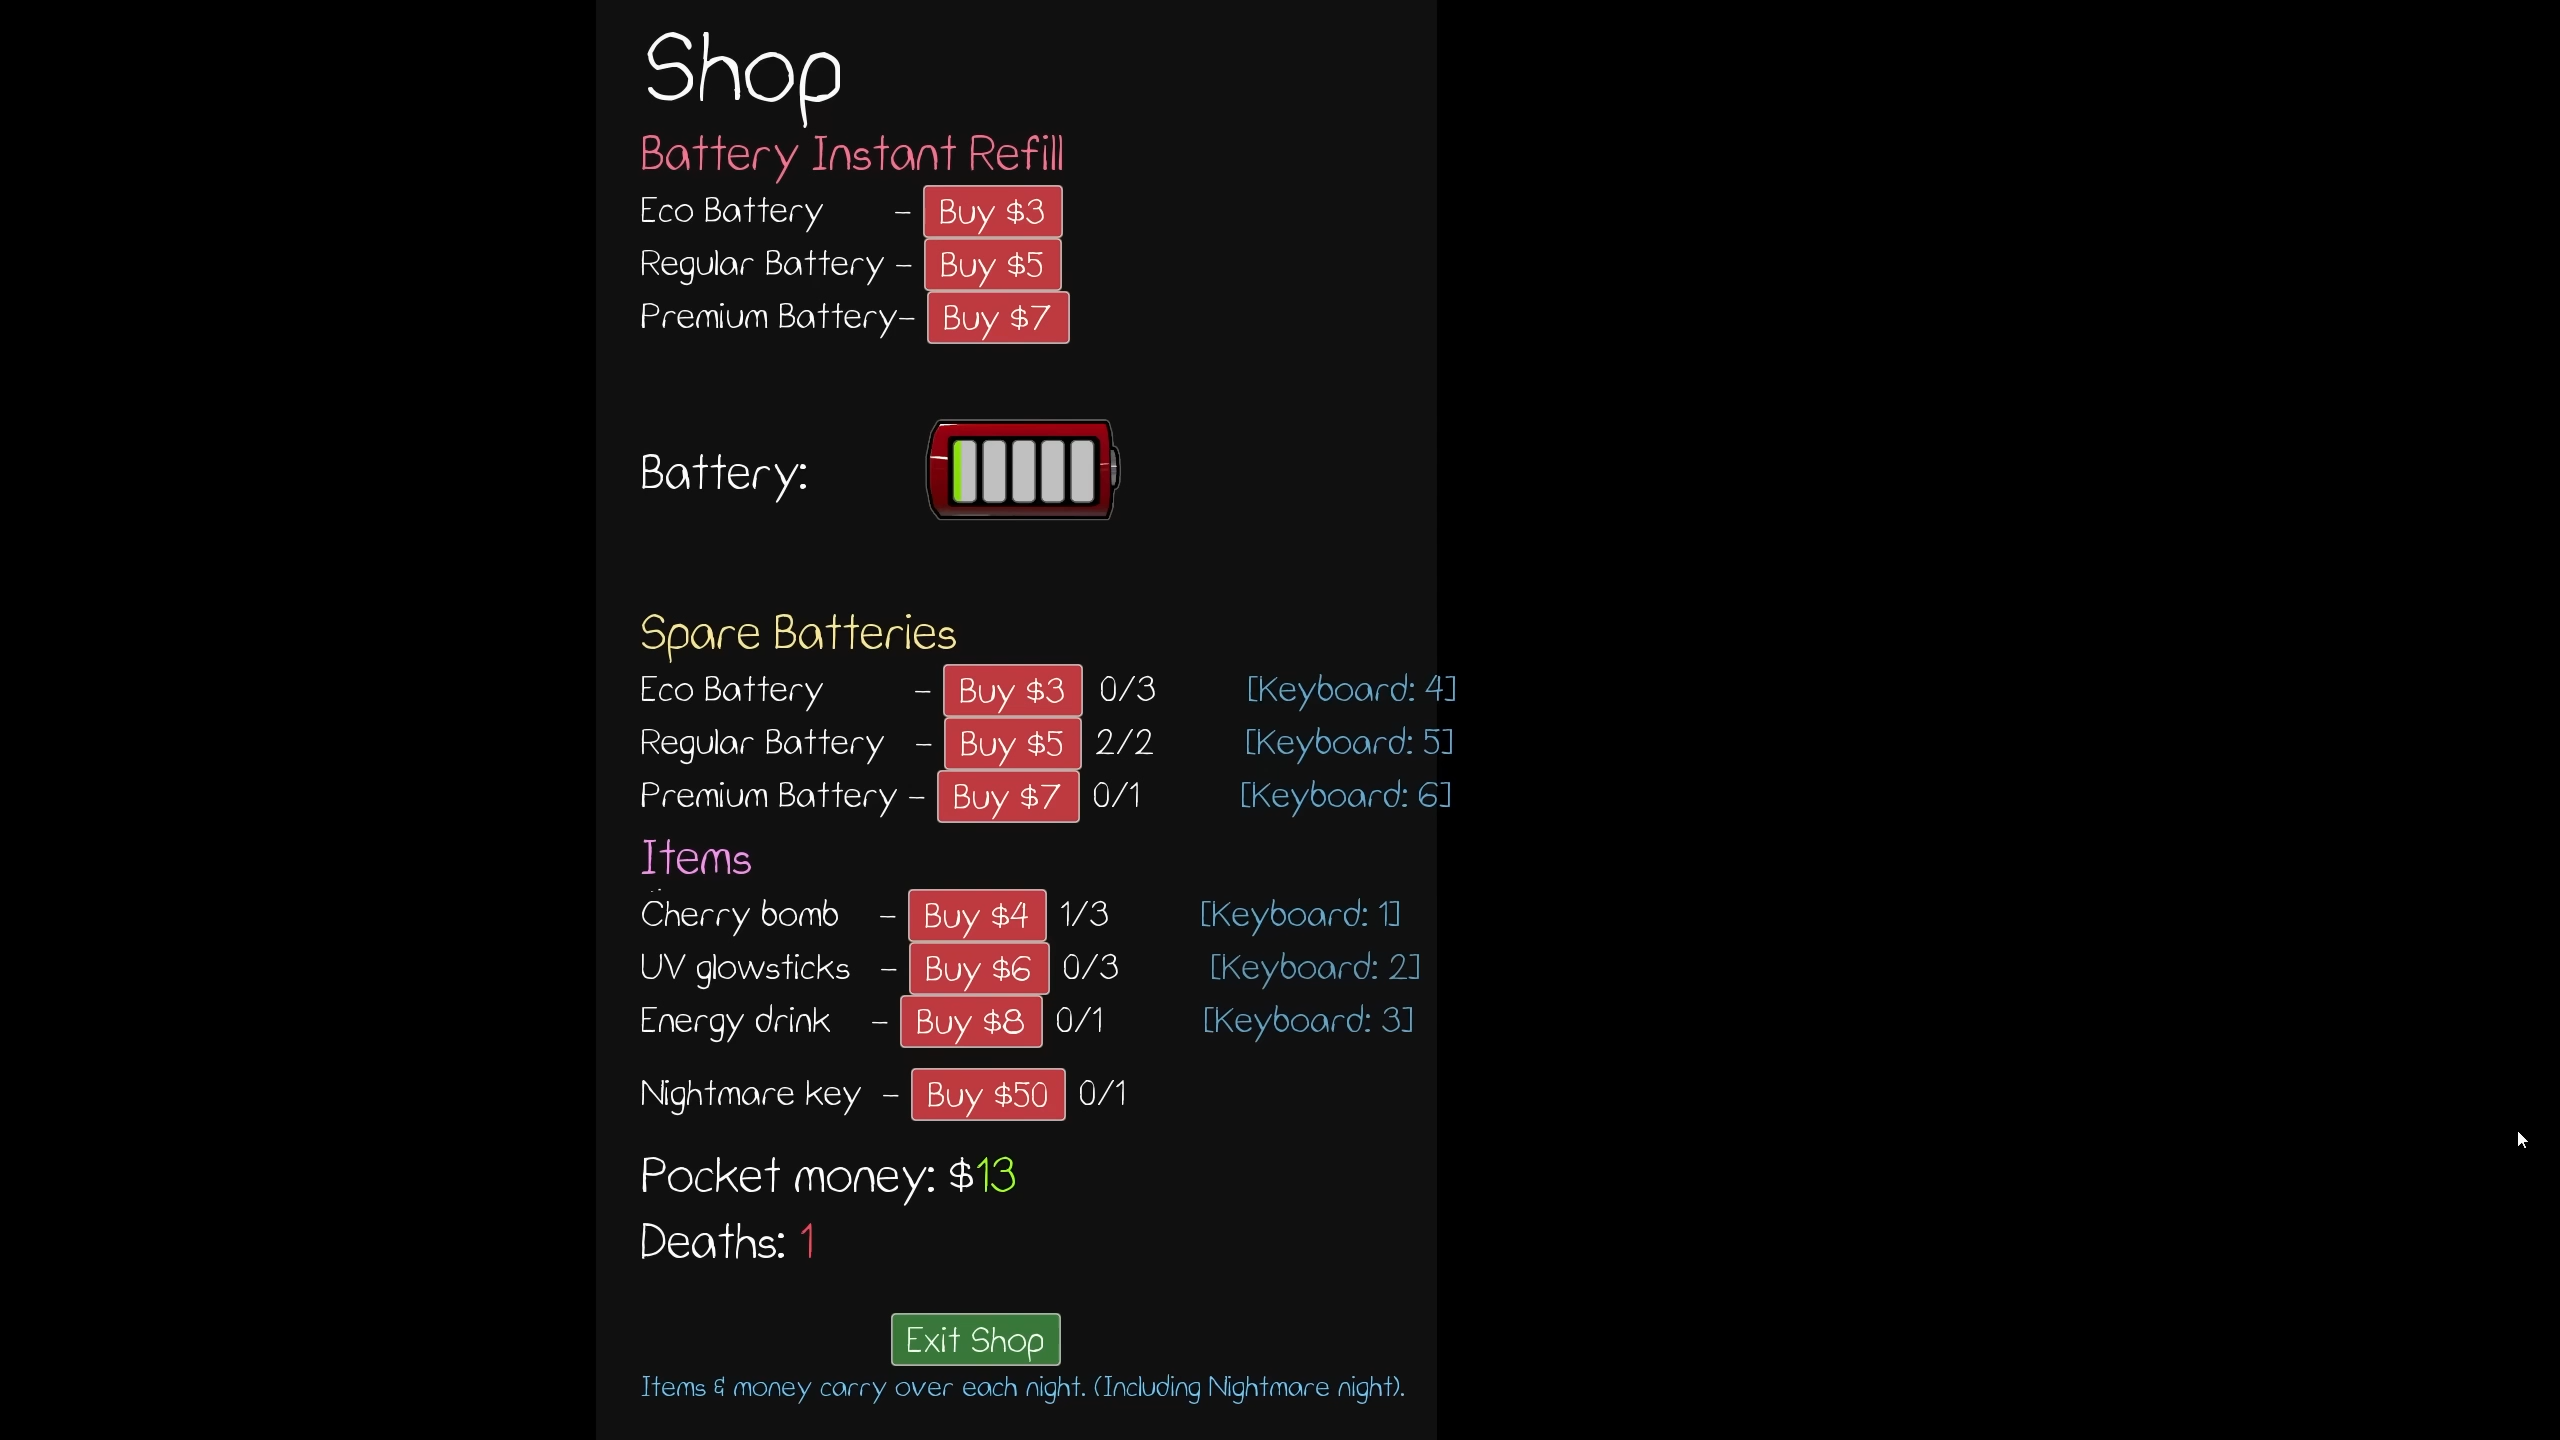 Shop
Battery Instant Refill
Eco Battery - Buy $3
Regular Battery - Buy $5
Premium Battery- Buy $7
Battery:
Spare Batteries
Eco Battery - Buy $3 0/3 [Keyboard: 4]
Regular Battery - Buy $5 2/2 [Keyboard: 5]
Premium Battery - Buy $7 0/1 [Keyboard: 6]
Items
Cherry bomb - Buy $4 1/3 [Keyboard: 1]
UV glowsticks - Buy $6 0/3 [Keyboard: 2]
Energy drink - Buy $8 0/1 [Keyboard: 3]
Nightmare key - Buy $50 0/1
Pocket money: $13
Deaths: 1
Exit Shop
Items & money carry over each night. (Including Nightmare night).